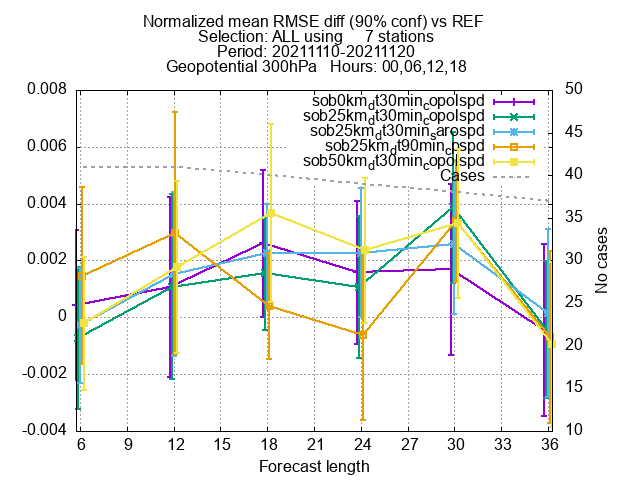 Normalized mean RMSE diff (90% conf) vs REF
Selection: ALL using 7 stations
Period: 20211110-20211120
Geopotential 300hPa Hours: 00,06,12,18
sob0km_dt30min_copolspd
sob25km_dt30min_copolspd
sob25km_dt30min_sarospd
sob25km_dt90min_cpspd
sob50km_dt30min_copolspd
Cases
0.008
0.006
0.004
0.002
0
-0.002
-0.004
50
45
40
35
30
25
20
15
10
No cases
6 9 12 15 18 21 24 27 30 33 36
Forecast length